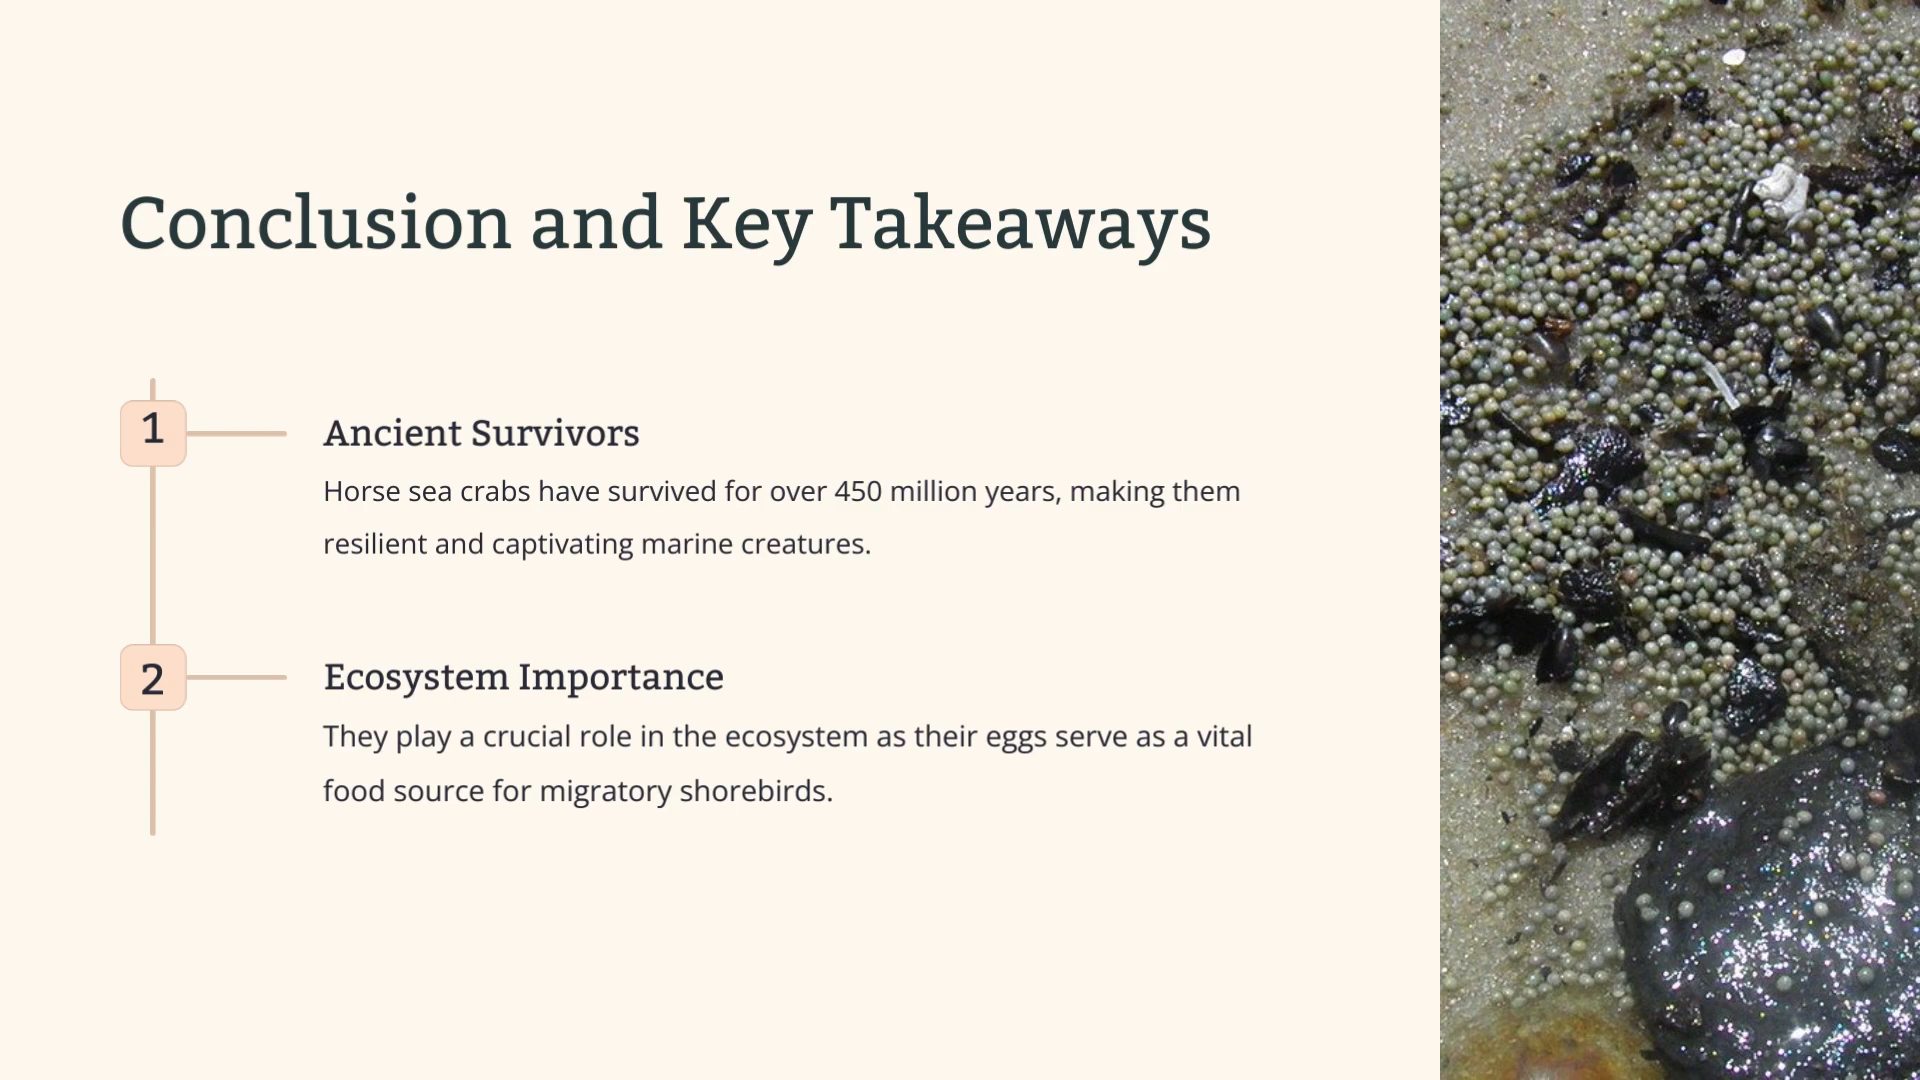 Conclusion and Key Takeaways
1
Ancient Survivors
Horse sea crabs have survived for over 450 million years, making them
resilient and captivating marine creatures.
2
Ecosystem Importance
They play a crucial role in the ecosystem as their eggs serve as a vital
food source for migratory shorebirds.